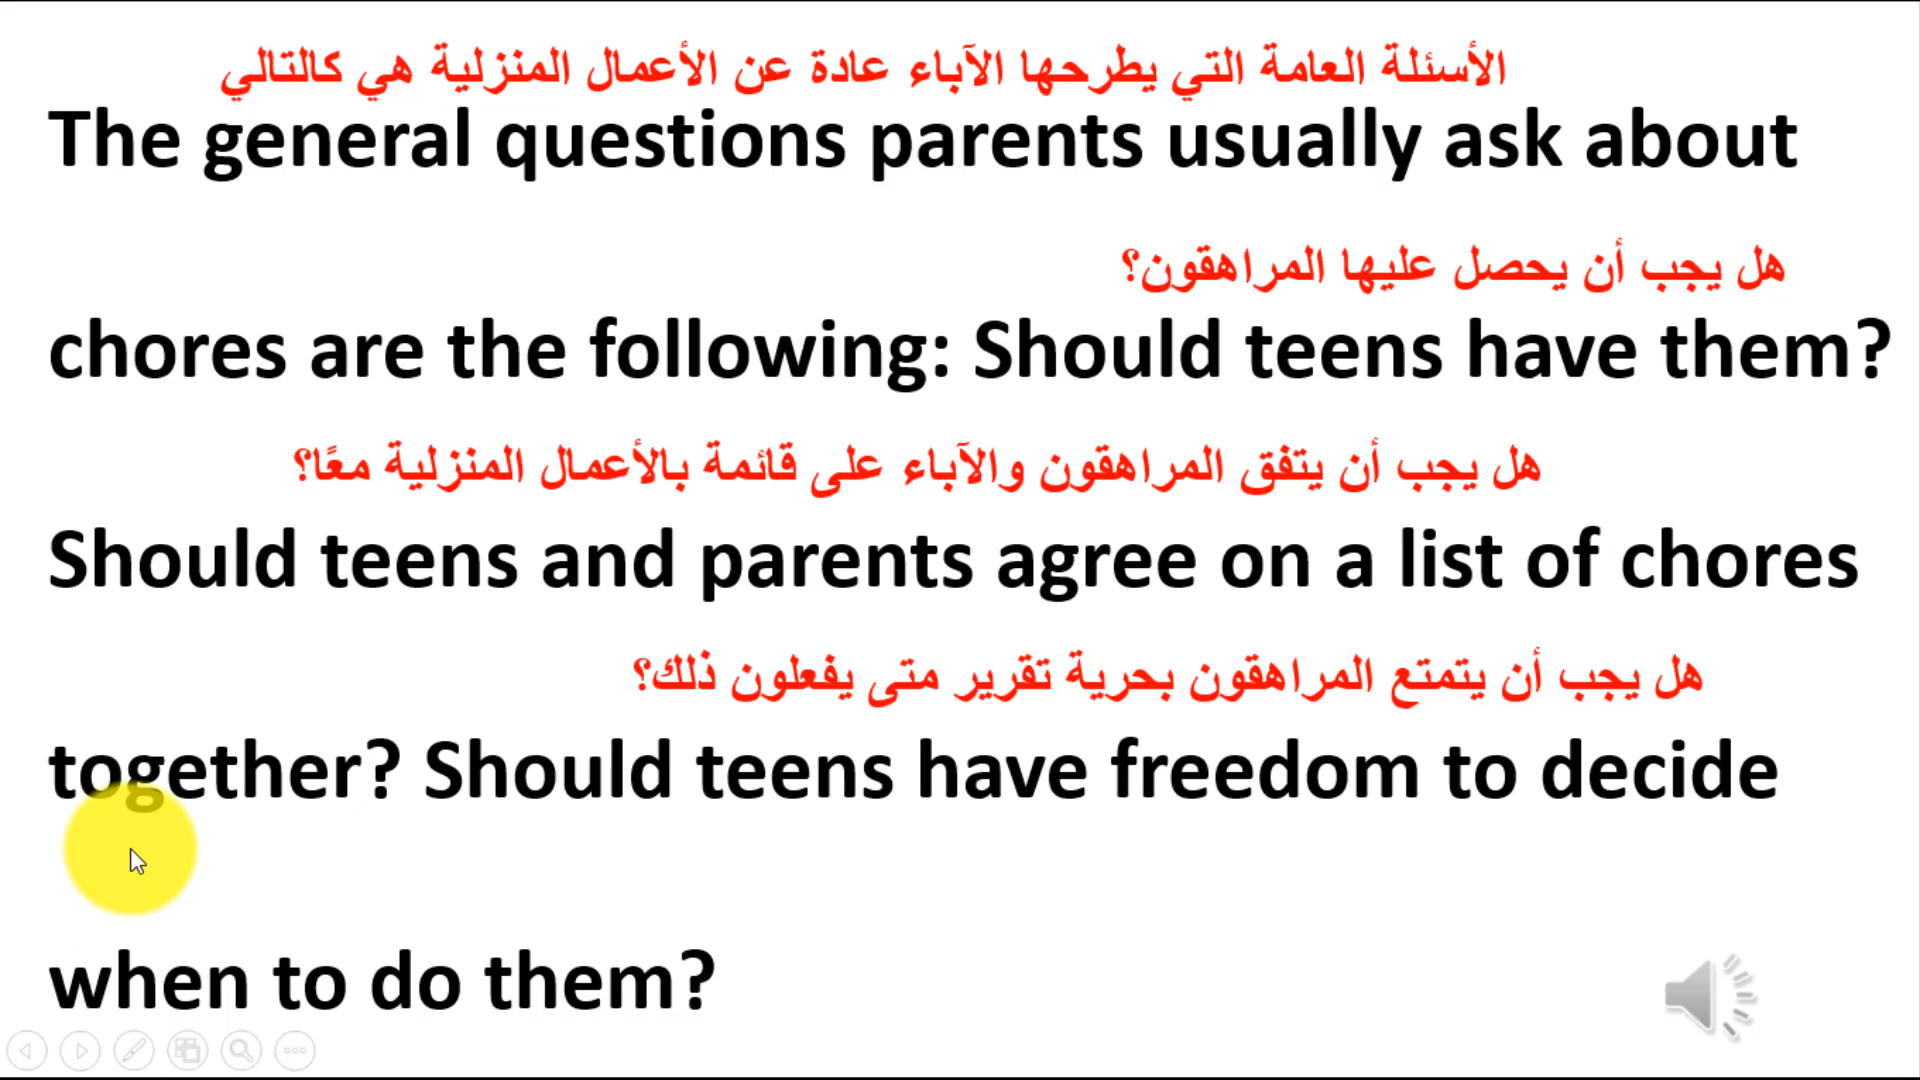 الأسئلة العامة التي يطرحها الآباء عادة عن الأعمال المنزلية هي كالتالي
The general questions parents usually ask about
هل يجب أن يحصل عليها المراهقون؟
chores are the following: Should teens have them?
هل يجب أن يتفق المراهقون والآباء على قائمة بالأعمال المنزلية معًا؟
Should teens and parents agree on a list of chores
هل يجب أن يتمتع المراهقون بحرية تقرير متى يفعلون ذلك؟
together? Should teens have freedom to decide
when to do them?